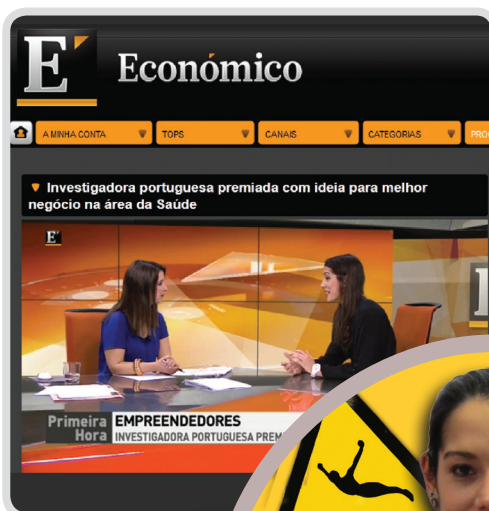 E
Económico
A MINHA CONTA
TOPS
CANAIS
CATEGORIAS
Investigadora portuguesa premiada com ideia para melhor
negócio na área da Saúde
E
Primeira
Hora
EMPREENDEDORES
INVESTIGADORA PORTUGUESA